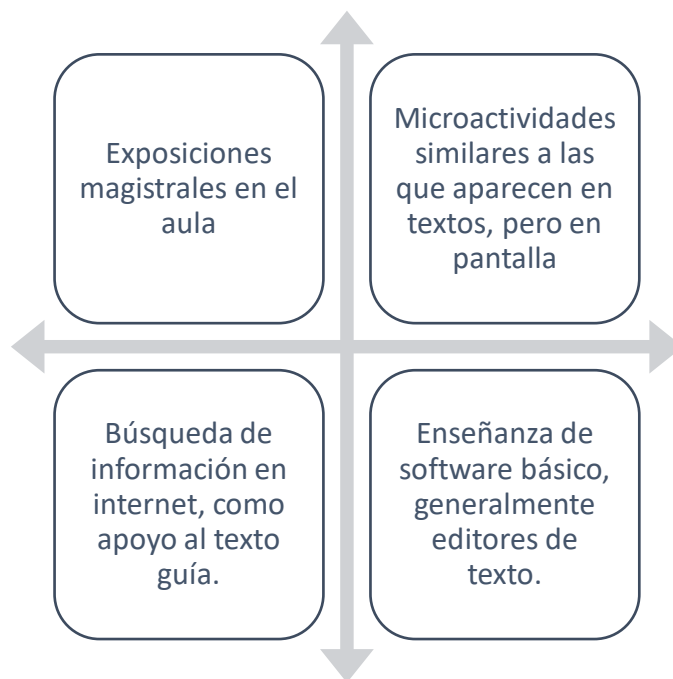 Exposiciones
magistrales en el
aula
Microactividades
similares a las
que aparecen en
textos, pero en
pantalla
Búsqueda de
información en
internet, como
apoyo al texto
guía.
Enseñanza de
software básico,
generalmente
editores de
texto.